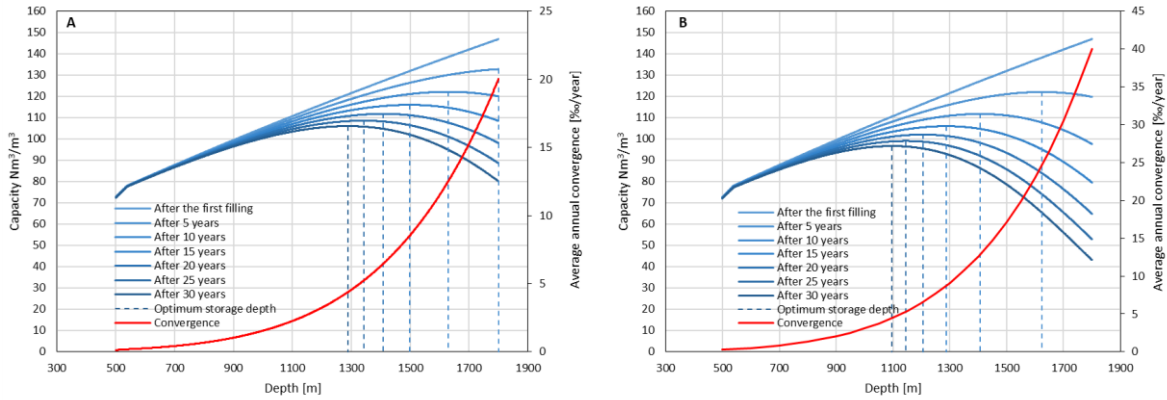 A
160
150
140
130
120
110
100
90
80
70
60
50
40
30
20
10
0
Capacity Nm³/m³
25
20
15
10
5
0
Average annual convergence [‰/year]
After the first filling
After 5 years
After 10 years
After 15 years
After 20 years
After 25 years
After 30 years
Optimum storage depth
Convergence
300 500 700 900 1100 1300 1500 1700 1900
Depth [m]
B
160
150
140
130
120
110
100
90
80
70
60
50
40
30
20
10
0
Capacity Nm³/m³
45
40
35
30
25
20
15
10
5
0
Average annual convergence [‰/year]
After the first filling
After 5 years
After 10 years
After 15 years
After 20 years
After 25 years
After 30 years
Optimum storage depth
Convergence
300 500 700 900 1100 1300 1500 1700 1900
Depth [m]